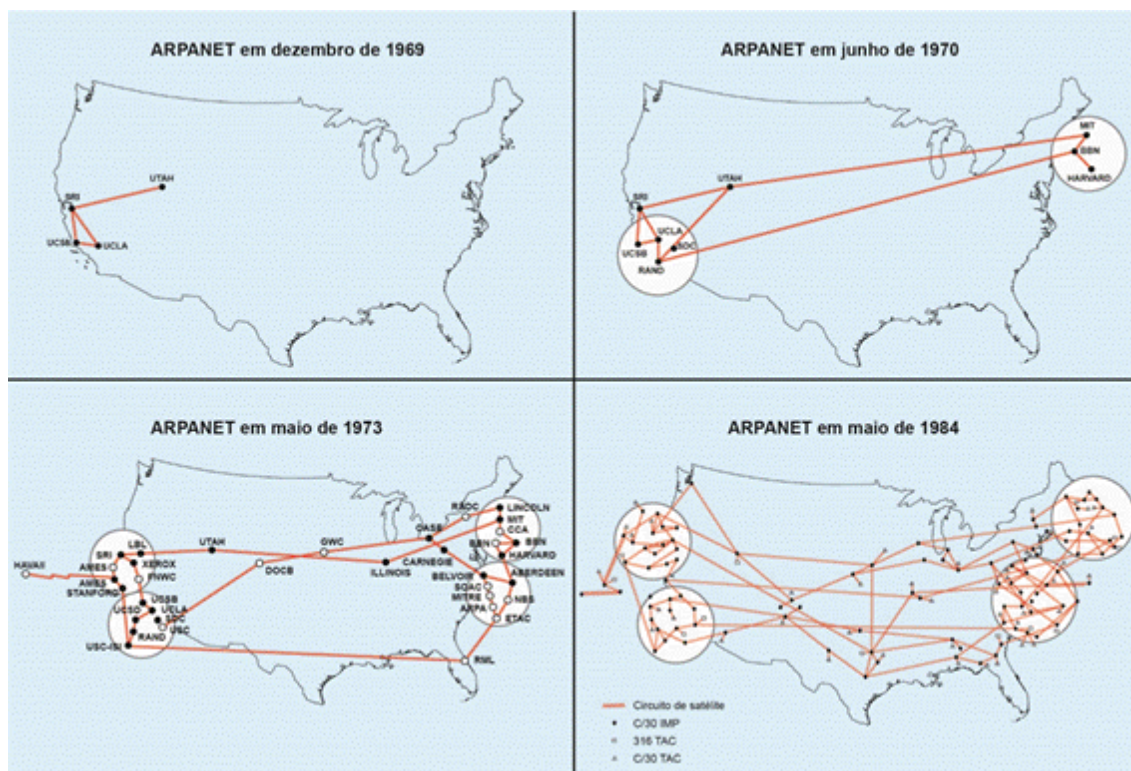 ARPANET em dezembro de 1969
UTAH
SRI
UCSB
UCLA
ARPANET em junho de 1970
MIT
BBN
HARVARD
UTAH
SRI
UCLA
UCSB
SDC
RAND
ARPANET em maio de 1973
RADC
LINCOLN
MIT
CCA
CASE
BBN
BBN
HARVARD
LBL
UTAH
GWC
SRI
XEROX
CARNEGIE
HAWAII
AMES
FNWC
DOCB
ILLINOIS
BELVOIR
ABERDEEN
AMES
STANFORD
SDAC
MITRE
NBS
ARPA
USSB
UCSD
UCLA
SDC
ETAC
RAND
USC
USC-ISI
RML
ARPANET em maio de 1984
Circuito de satélite
C/30 IMP
316 TAC
C/30 TAC